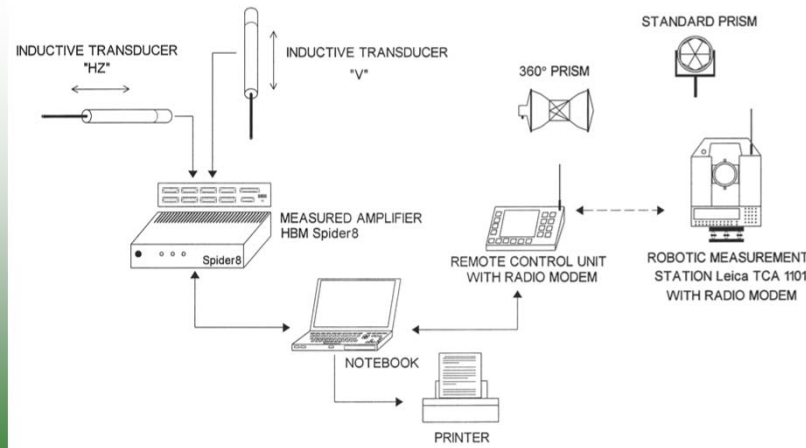 STANDARD PRISM
INDUCTIVE TRANSDUCER
"HZ"
INDUCTIVE TRANSDUCER
"V"
360° PRISM
MEASURED AMPLIFIER
HBM Spider8
Spider8
REMOTE CONTROL UNIT
WITH RADIO MODEM
ROBOTIC MEASUREMENT
STATION Leica TCA 1101
WITH RADIO MODEM
NOTEBOOK
PRINTER